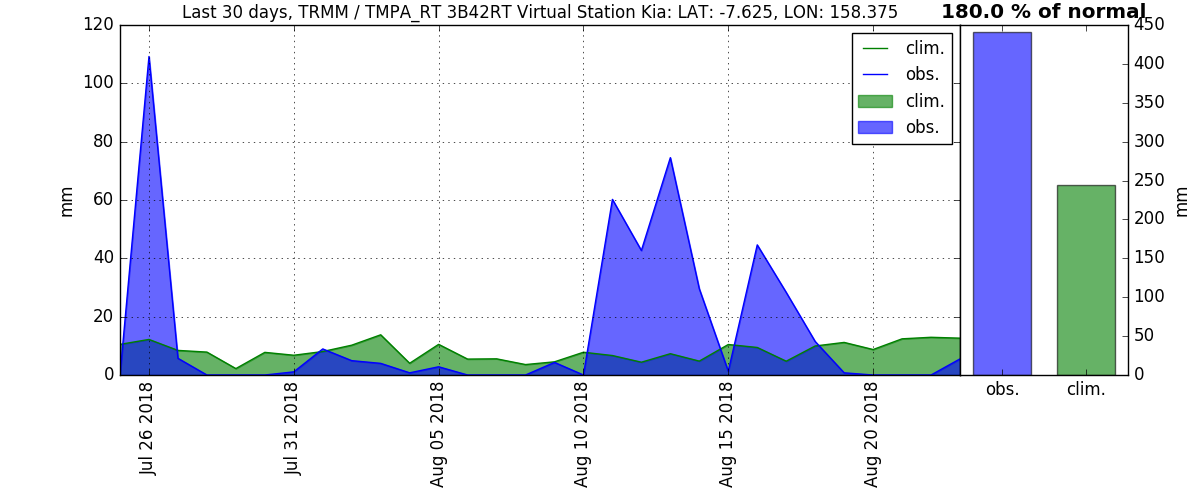 Last 30 days, TRMM / TMPA_RT 3B42RT Virtual Station Kia: LAT: -7.625, LON: 158.375
180.0 % of normal
clim.
obs.
clim.
obs.
mm
120
100
80
60
40
20
0
Jul 26 2018
Jul 31 2018
Aug 05 2018
Aug 10 2018
Aug 15 2018
Aug 20 2018
450
400
350
300
250
200
150
100
50
0
mm
obs.
clim.